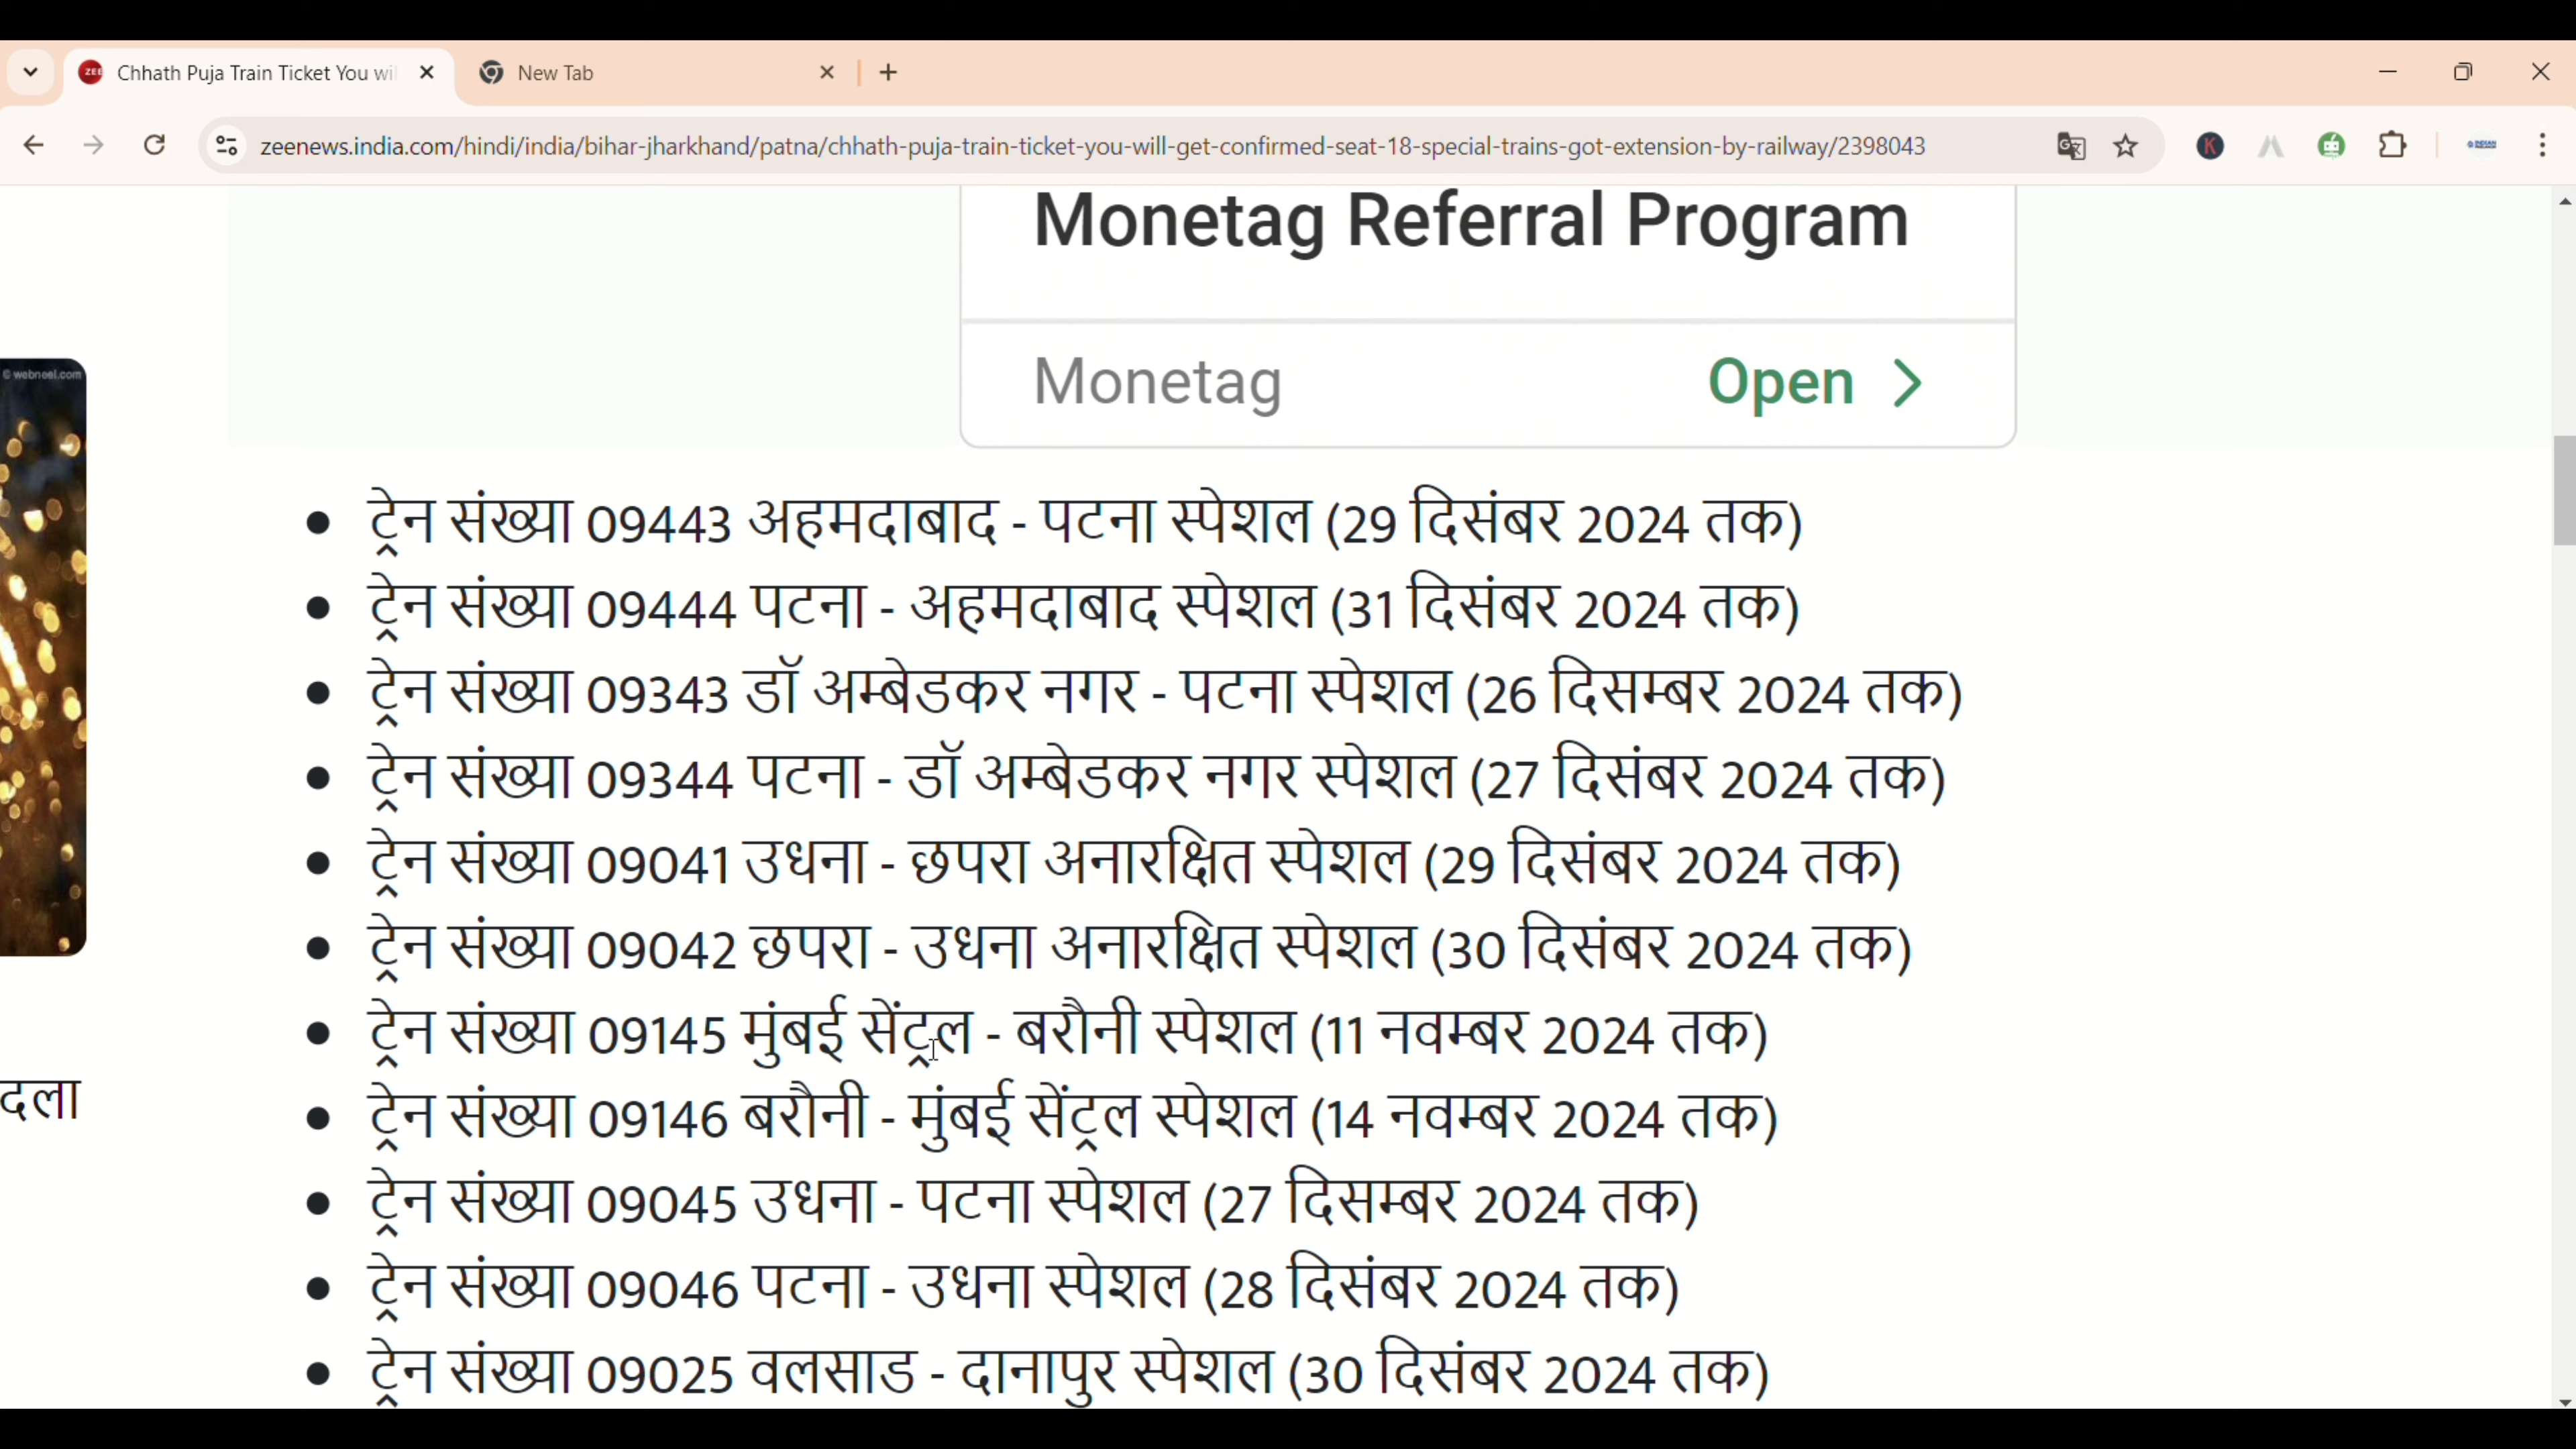 Chhath Puja Train Ticket You wil
New Tab
zeenews.india.com/hindi/india/bihar-jharkhand/patna/chhath-puja-train-ticket-you-will-get-confirmed-seat-18-special-trains-got-extension-by-railway/2398043
Monetag Referral Program
Monetag
Open
© webneel.com
ट्रेन संख्या 09443 अहमदाबाद - पटना स्पेशल (29 दिसंबर 2024 तक)
ट्रेन संख्या 09444 पटना - अहमदाबाद स्पेशल (31 दिसंबर 2024 तक)
ट्रेन संख्या 09343 डॉ अम्बेडकर नगर - पटना स्पेशल (26 दिसम्बर 2024 तक)
ट्रेन संख्या 09344 पटना - डॉ अम्बेडकर नगर स्पेशल (27 दिसंबर 2024 तक)
ट्रेन संख्या 09041 उधना - छपरा अनारक्षित स्पेशल (29 दिसंबर 2024 तक)
ट्रेन संख्या 09042 छपरा - उधना अनारक्षित स्पेशल (30 दिसंबर 2024 तक)
ट्रेन संख्या 09145 मुंबई सेंट्रल - बरौनी स्पेशल (11 नवम्बर 2024 तक)
दला
ट्रेन संख्या 09146 बरौनी - मुंबई सेंट्रल स्पेशल (14 नवम्बर 2024 तक)
ट्रेन संख्या 09045 उधना - पटना स्पेशल (27 दिसम्बर 2024 तक)
ट्रेन संख्या 09046 पटना - उधना स्पेशल (28 दिसंबर 2024 तक)
ट्रेन संख्या 09025 वलसाड - दानापुर स्पेशल (30 दिसंबर 2024 तक)